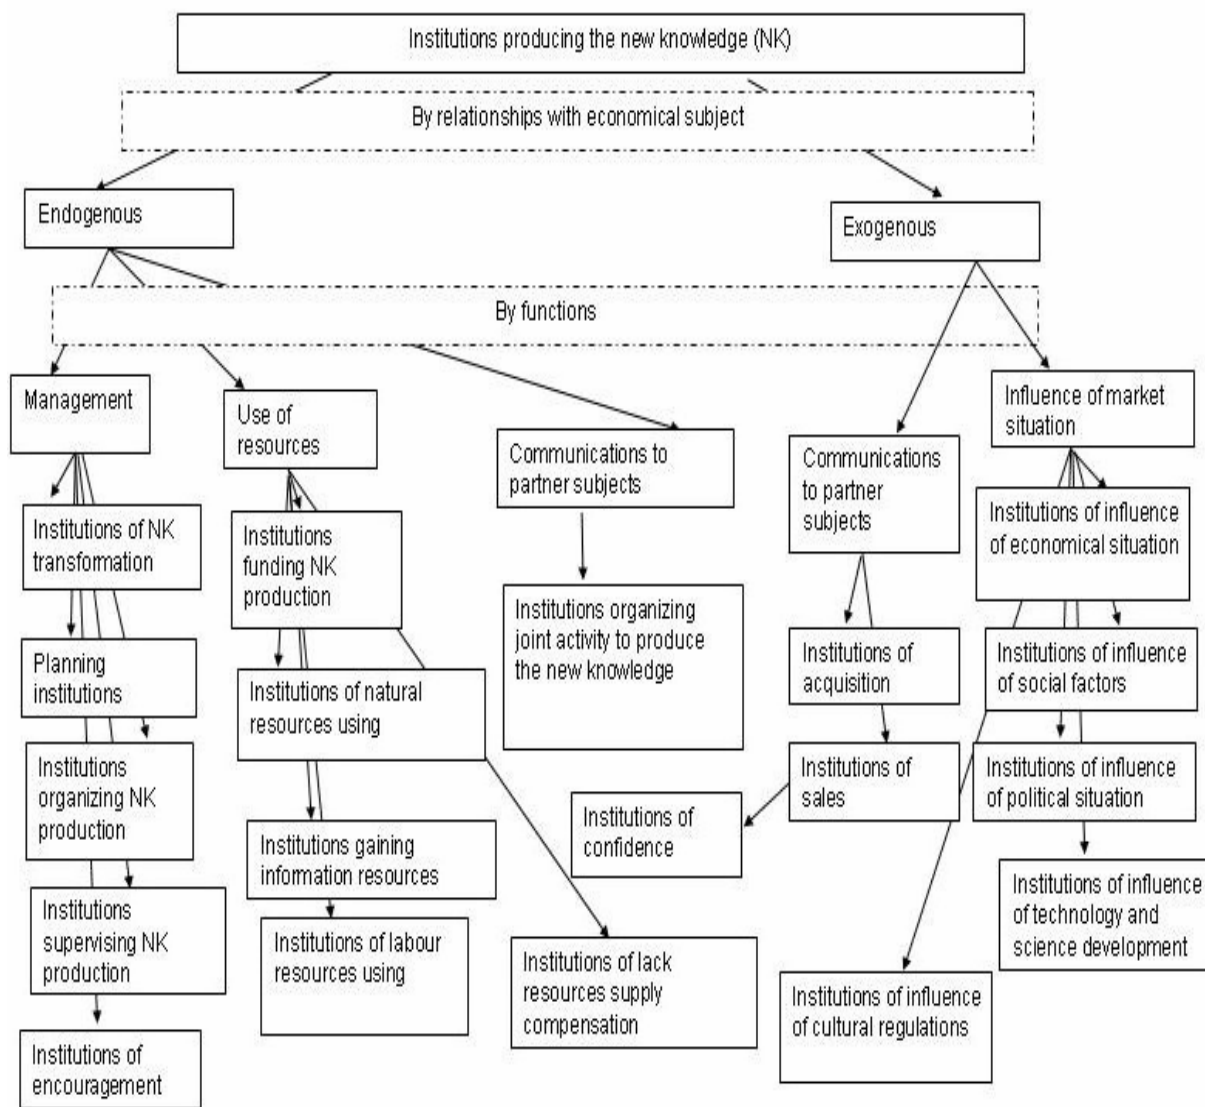 Institutions producing the new knowledge (NK)
By relationships with economical subject
Endogenous
Exogenous
By functions
Management
Use of
resources
Communications to
partner subjects
Communications
to partner
subjects
Influence of market
situation
Institutions of NK
transformation
Planning
institutions
Institutions
organizing NK
production
Institutions
supervising NK
production
Institutions of
encouragement
Institutions
funding NK
production
Institutions of natural
resources using
Institutions gaining
information resources
Institutions of labour
resources using
Institutions of lack
resources supply
compensation
Institutions organizing
joint activity to produce
the new knowledge
Institutions of
acquisition
Institutions of
sales
Institutions of
confidence
Institutions of influence
of economical situation
Institutions of influence
of social factors
Institutions of influence
of political situation
Institutions of influence
of technology and
science development
Institutions of influence
of cultural regulations